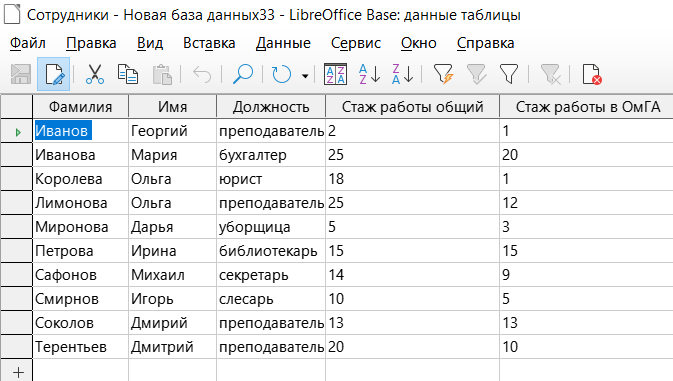 Сотрудники - Новая база данных33 - LibreOffice Base: данные таблицы
Файл Правка Вид Вставка Данные Сервис Окно Справка
Фамилия Имя Должность Стаж работы общий Стаж работы в ОмГА
Иванов Георгий преподаватель 2 1
Иванова Мария бухгалтер 25 20
Королева Ольга юрист 18 1
Лимонова Ольга преподаватель 25 12
Миронова Дарья уборщица 5 3
Петрова Ирина библиотекарь 15 15
Сафонов Михаил секретарь 14 9
Смирнов Игорь слесарь 10 5
Соколов Дмирий преподаватель 13 13
Терентьев Дмитрий преподаватель 20 10